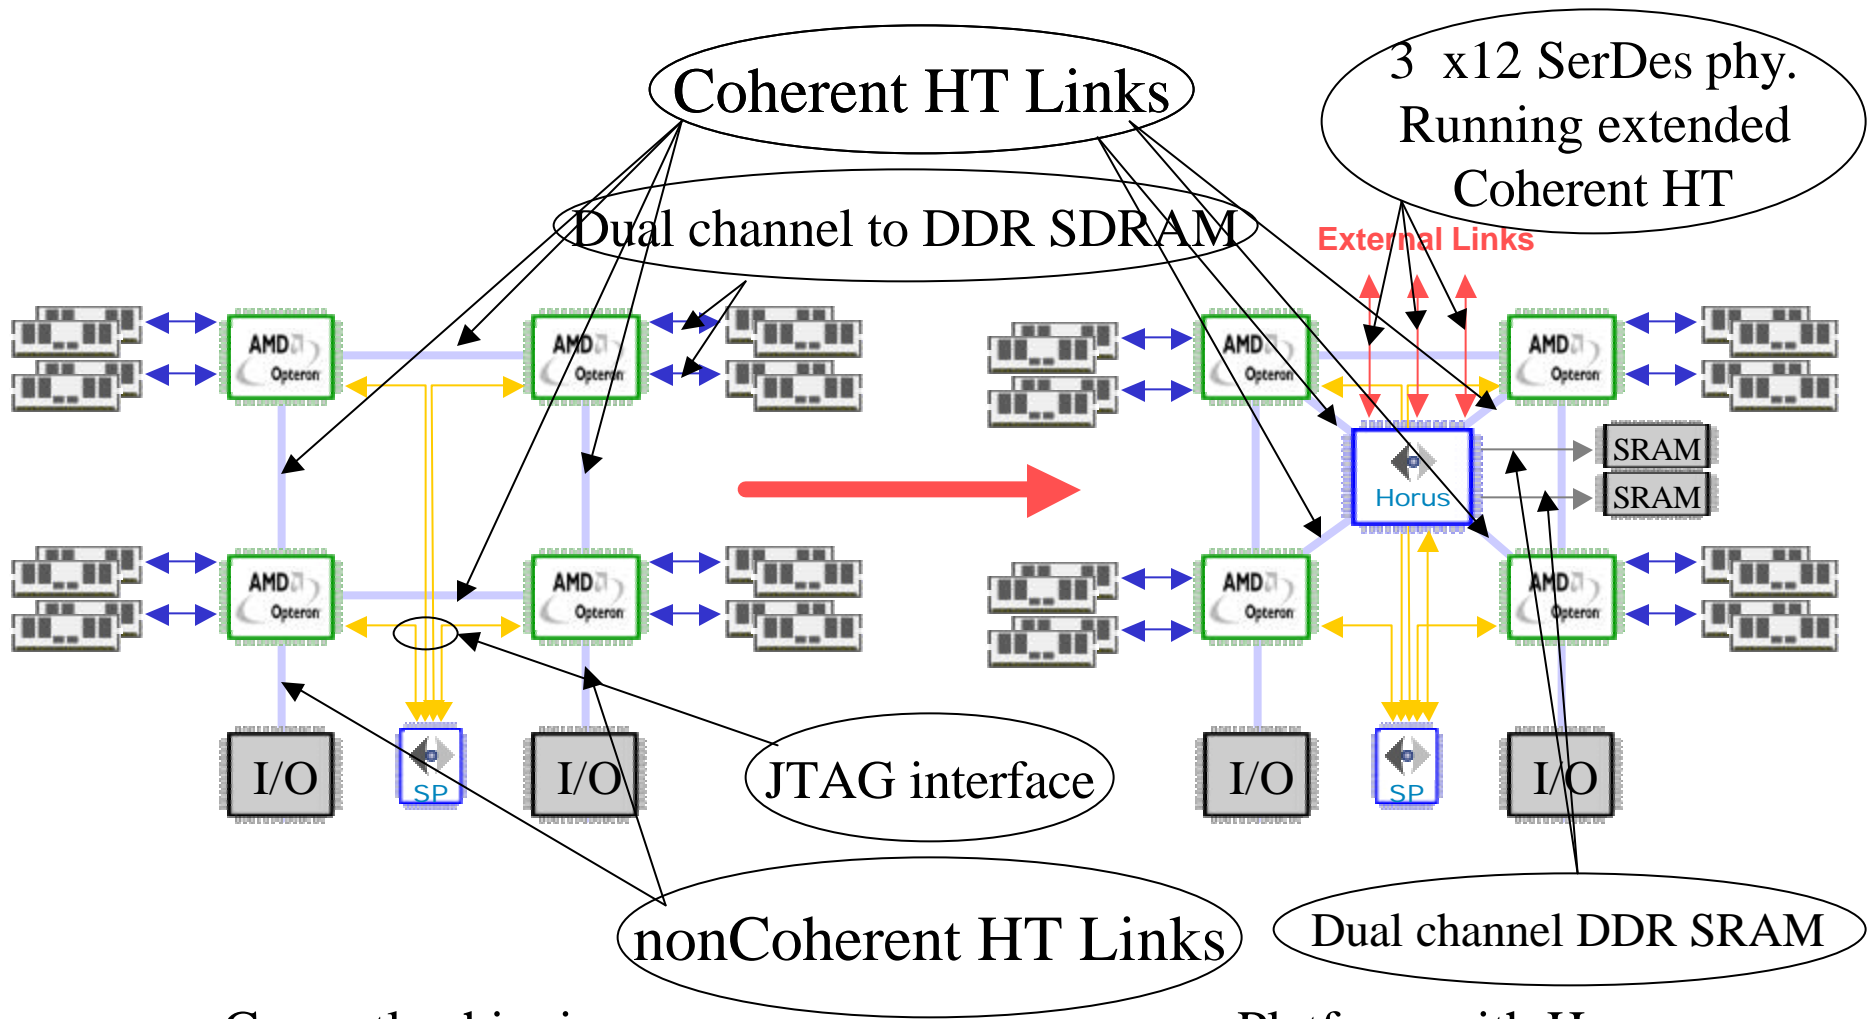 Coherent HT Links
3 x12 SerDes phy.
Running extended
Coherent HT
Dual channel to DDR SDRAM
External Links
AMD
Opteron
AMD
Opteron
AMD
Opteron
AMD
Opteron
SRAM
SRAM
Horus
AMD
Opteron
AMD
Opteron
AMD
Opteron
AMD
Opteron
I/O
SP
I/O
JTAG interface
I/O
SP
I/O
nonCoherent HT Links
Dual channel DDR SRAM